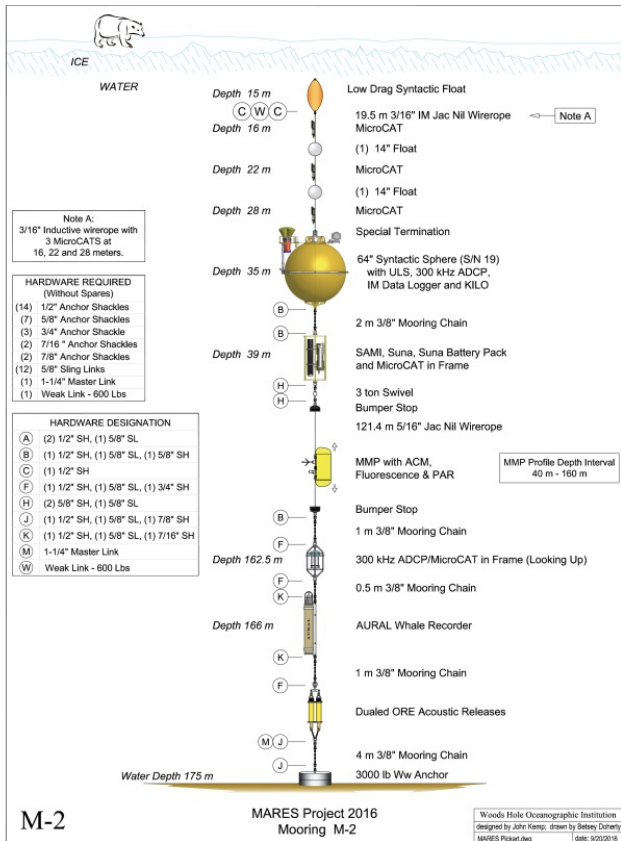 ICE
WATER
Depth 15 m
Low Drag Syntactic Float
C W C
19.5 m 3/16" IM Jac Nil Wirerope
Note A
Depth 16 m
MicroCAT
(1) 14" Float
Depth 22 m
MicroCAT
(1) 14" Float
Depth 28 m
MicroCAT
Note A:
3/16" Inductive wirerope with
3 MicroCATS at
16, 22 and 28 meters.
Special Termination
Depth 35 m
64" Syntactic Sphere (S/N 19)
with ULS, 300 kHz ADCP,
IM Data Logger and KILO
HARDWARE REQUIRED
(Without Spares)
(14) 1/2" Anchor Shackles
(7) 5/8" Anchor Shackles
(3) 3/4" Anchor Shackle
(2) 7/16 " Anchor Shackles
(2) 7/8" Anchor Shackles
(12) 5/8" Sling Links
(1) 1-1/4" Master Link
(1) Weak Link - 600 Lbs
B
2 m 3/8" Mooring Chain
B
Depth 39 m
SAMI, Suna, Suna Battery Pack
and MicroCAT in Frame
H
3 ton Swivel
H
Bumper Stop
121.4 m 5/16" Jac Nil Wirerope
HARDWARE DESIGNATION
A (2) 1/2" SH, (1) 5/8" SL
B (1) 1/2" SH, (1) 5/8" SL, (1) 5/8" SH
C (1) 1/2" SH
F (1) 1/2" SH, (1) 5/8" SL, (1) 3/4" SH
H (2) 5/8" SH, (1) 5/8" SL
J (1) 1/2" SH, (1) 5/8" SL, (1) 7/8" SH
K (1) 1/2" SH, (1) 5/8" SL, (1) 7/16" SH
M 1-1/4" Master Link
W Weak Link - 600 Lbs
MMP with ACM,
Fluorescence & PAR
MMP Profile Depth Interval
40 m - 160 m
Bumper Stop
B
1 m 3/8" Mooring Chain
F
Depth 162.5 m
300 kHz ADCP/MicroCAT in Frame (Looking Up)
F
0.5 m 3/8" Mooring Chain
K
Depth 166 m
AURAL Whale Recorder
K
1 m 3/8" Mooring Chain
F
Dualed ORE Acoustic Releases
M J
4 m 3/8" Mooring Chain
J
Water Depth 175 m
3000 lb Ww Anchor
M-2
MARES Project 2016
Mooring M-2
Woods Hole Oceanographic Institution
designed by John Kemp; drawn by Betsey Doherty
MARES Pickart.dwg
date: 9/20/2016